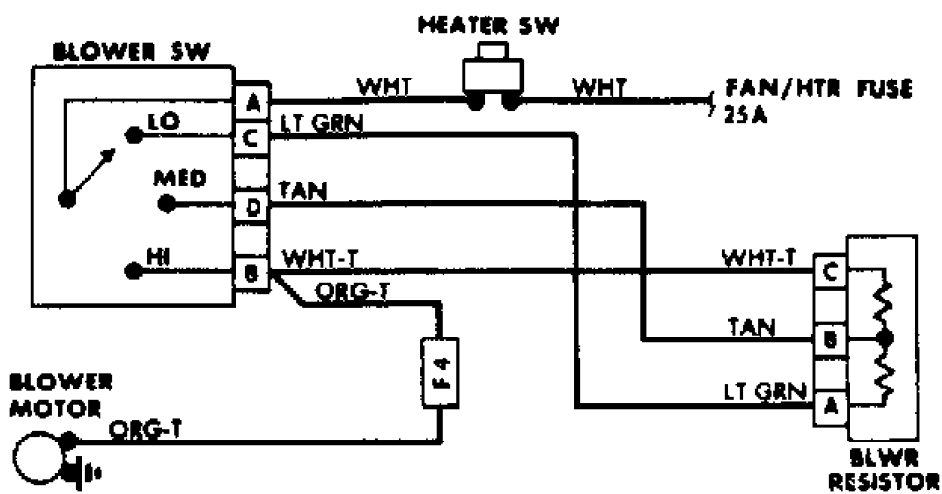 HEATER SW
BLOWER SW
WHT
WHT
FAN/HTR FUSE
25A
A
LO
C
LT GRN
MED
D
TAN
HI
B
WHT-T
WHT-T
C
ORG-T
TAN
B
F4
BLOWER
MOTOR
LT GRN
A
ORG-T
BLWR
RESISTOR